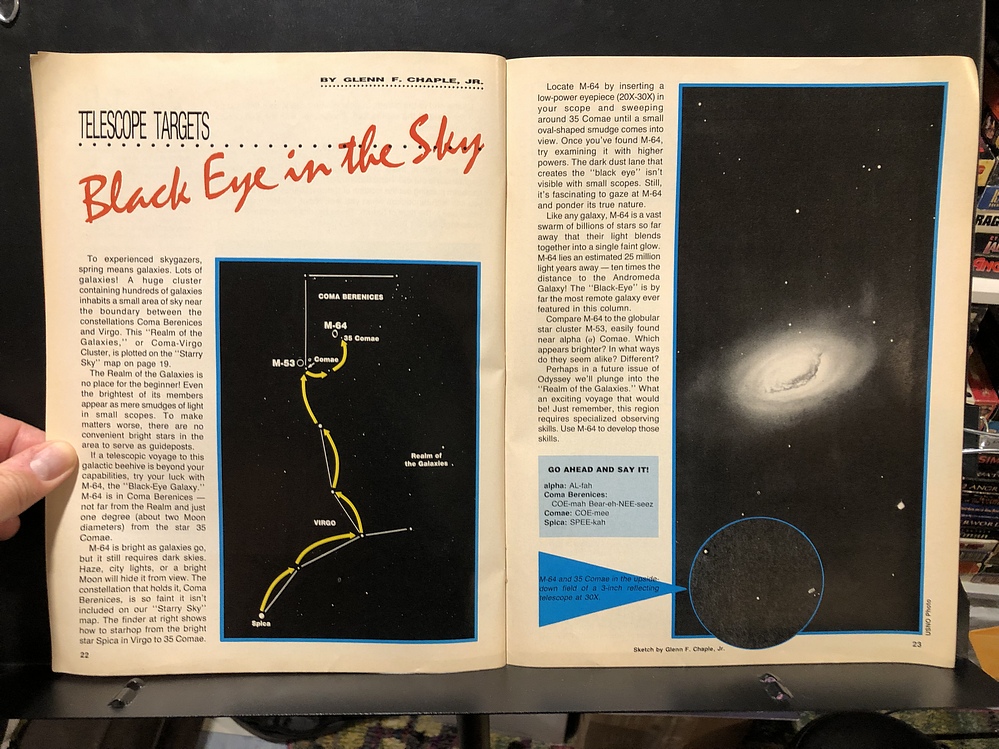 BY GLENN F. CHAPLE, JR.
TELESCOPE TARGETS
Black Eye in the Sky
To experienced skygazers,
spring means galaxies. Lots of
galaxies! A huge cluster
containing hundreds of galaxies
inhabits a small area of sky near
the boundary between the
constellations Coma Berenices
and Virgo. This "Realm of the
Galaxies," or Coma-Virgo
Cluster, is plotted on the "Starry
Sky" map on page 19.
The Realm of the Galaxies is
no place for the beginner! Even
the brightest of its members
appear as mere smudges of light
in small scopes. To make
matters worse, there are no
convenient bright stars in the
area to serve as guideposts.
If a telescopic voyage to this
galactic beehive is beyond your
capabilities, try your luck with
M-64, the "Black-Eye Galaxy."
M-64 is in Coma Berenices —
not far from the Realm and just
one degree (about two Moon
diameters) from the star 35
Comae.
M-64 is bright as galaxies go,
but it still requires dark skies.
Haze, city lights, or a bright
Moon will hide it from view. The
constellation that holds it, Coma
Berenices, is so faint it isn't
included on our "Starry Sky"
map. The finder at right shows
how to starhop from the bright
star Spica in Virgo to 35 Comae.
22
COMA BERENICES
M-64
35 Comae
M-53
α Comae
Realm of
the Galaxies
VIRGO
Spica
Locate M-64 by inserting a
low-power eyepiece (20X-30X) in
your scope and sweeping
around 35 Comae until a small
oval-shaped smudge comes into
view. Once you've found M-64,
try examining it with higher
powers. The dark dust lane that
creates the "black eye" isn't
visible with small scopes. Still,
it's fascinating to gaze at M-64
and ponder its true nature.
Like any galaxy, M-64 is a vast
swarm of billions of stars so far
away that their light blends
together into a single faint glow.
M-64 lies an estimated 25 million
light years away — ten times the
distance to the Andromeda
Galaxy! The "Black-Eye" is by
far the most remote galaxy ever
featured in this column.
Compare M-64 to the globular
star cluster M-53, easily found
near alpha (α) Comae. Which
appears brighter? In what ways
do they seem alike? Different?
Perhaps in a future issue of
Odyssey we'll plunge into the
"Realm of the Galaxies." What
an exciting voyage that would
be! Just remember, this region
requires specialized observing
skills. Use M-64 to develop those
skills.
GO AHEAD AND SAY IT!
alpha: AL-fah
Coma Berenices:
COE-mah Bear-eh-NEE-seez
Comae: COE-mee
Spica: SPEE-kah
M-64 and 35 Comae in the upside-
down field of a 3-inch reflecting
telescope at 30X.
Sketch by Glenn F. Chaple, Jr.
USNO Photo
23